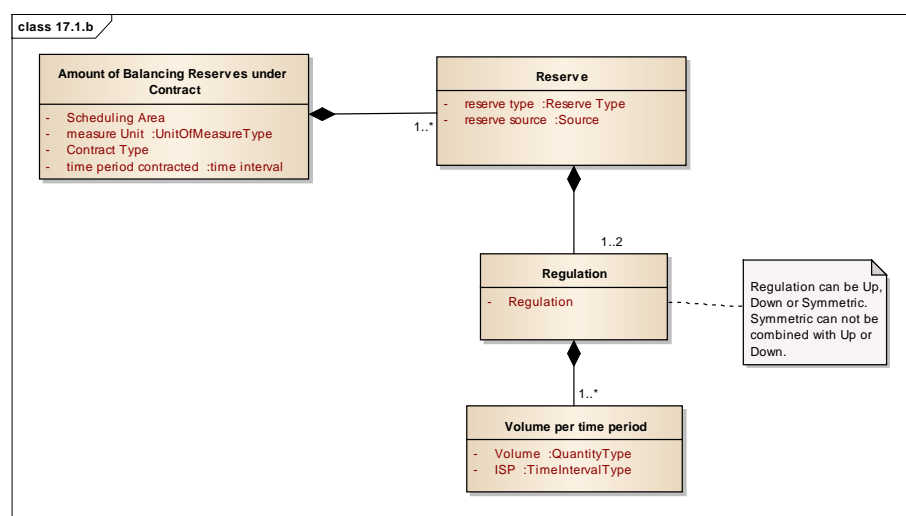 class 17.1.b
Amount of Balancing Reserves under
Contract
- Scheduling Area
- measure Unit :UnitOfMeasureType
- Contract Type
- time period contracted :time interval
Reserve
- reserve type :Reserve Type
- reserve source :Source
1..*
1..2
Regulation
- Regulation
Regulation can be Up,
Down or Symmetric.
Symmetric can not be
combined with Up or
Down.
1..*
Volume per time period
- Volume :QuantityType
- ISP :TimeIntervalType